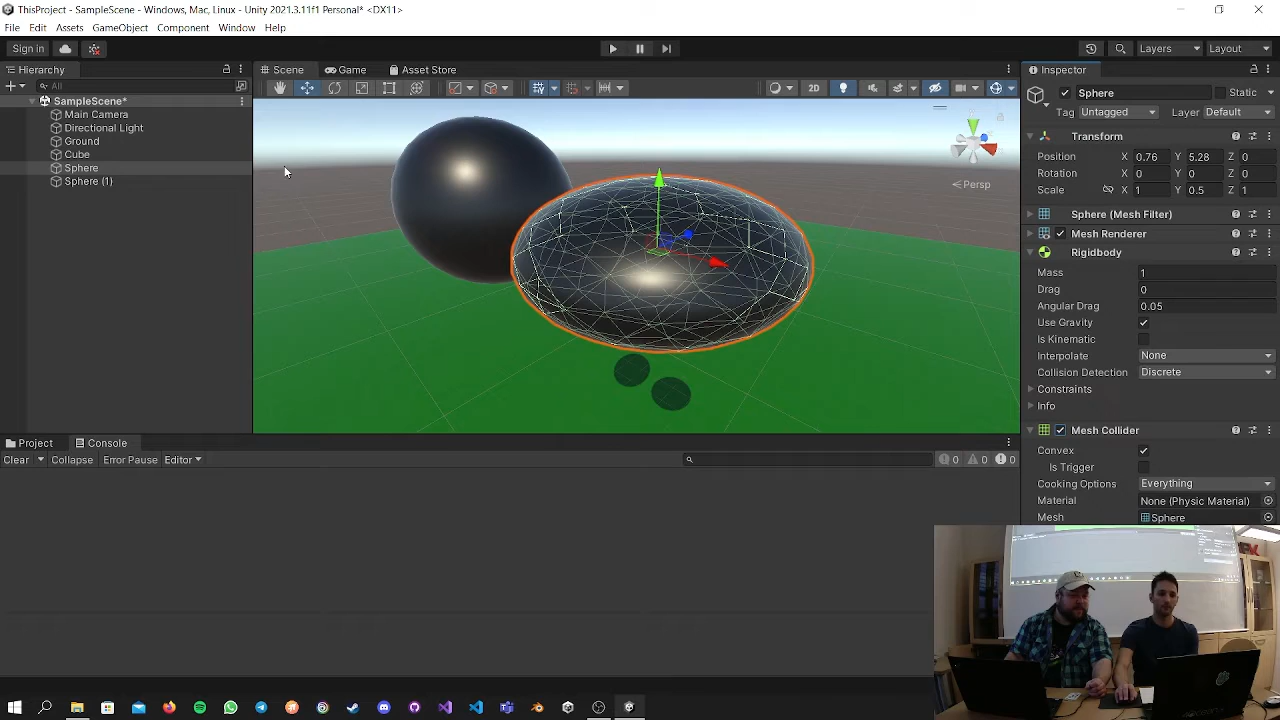 ThisProject - SampleScene - Windows, Mac, Linux - Unity 2021.3.11f1 Personal* <DX11>
File Edit Assets GameObject Component Window Help
Sign in
Layers Layout
Hierarchy
Scene Game Asset Store
Inspector
All
2D
SampleScene*
Main Camera
Directional Light
Ground
Cube
Sphere
Sphere (1)
Persp
Sphere Static
Tag Untagged Layer Default
Transform
Position X 0.76 Y 5.28 Z 0
Rotation X 0 Y 0 Z 0
Scale X 1 Y 0.5 Z 1
Sphere (Mesh Filter)
Mesh Renderer
Rigidbody
Mass 1
Drag 0
Angular Drag 0.05
Use Gravity
Is Kinematic
Interpolate None
Collision Detection Discrete
Constraints
Info
Mesh Collider
Convex
Is Trigger
Cooking Options Everything
Material None (Physic Material)
Mesh Sphere
Project Console
Clear Collapse Error Pause Editor
0 0 0